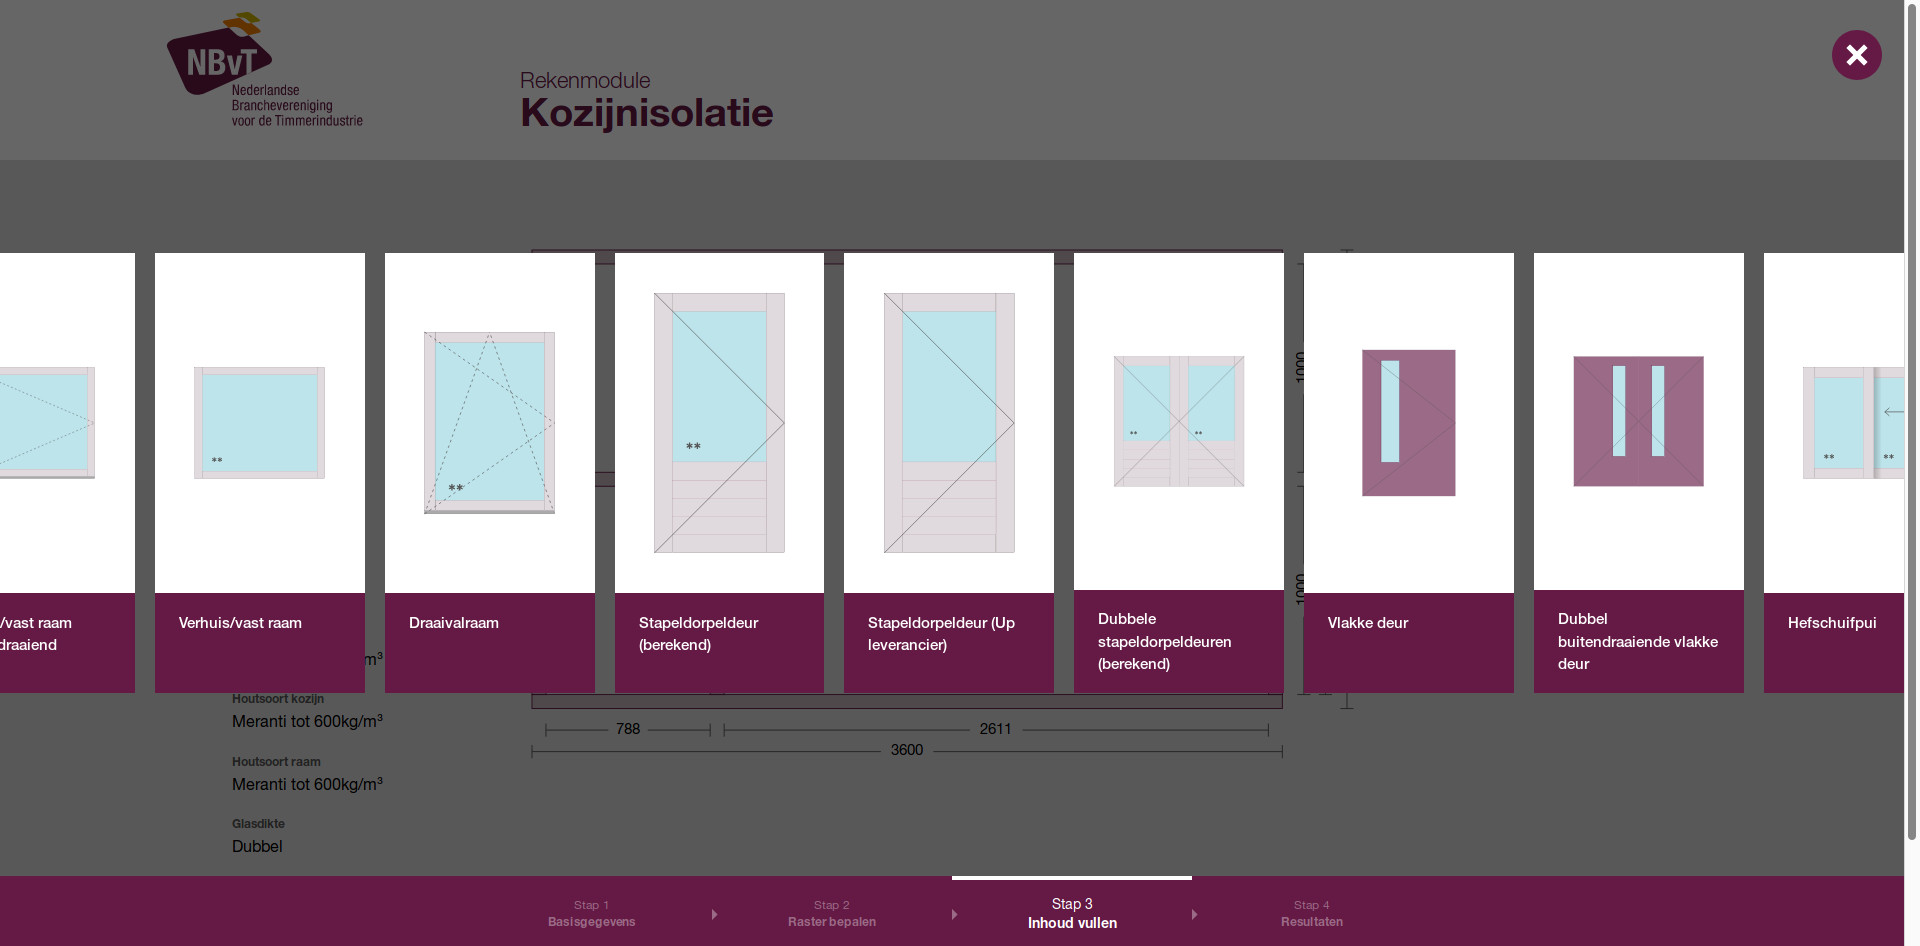 NBvT
Nederlandse
Branchevereniging
voor de Timmerindustrie
Rekenmodule
Kozijnisolatie
1000
1000
**
**
**
** **
** **
/vast raam
draaiend
Verhuis/vast raam
Draaivalraam
Stapeldorpeldeur
(berekend)
Stapeldorpeldeur (Up
leverancier)
Dubbele
stapeldorpeldeuren
(berekend)
Vlakke deur
Dubbel
buitendraaiende vlakke
deur
Hefschuifpui
m³
Houtsoort kozijn
Meranti tot 600kg/m³
Houtsoort raam
Meranti tot 600kg/m³
Glasdikte
Dubbel
788
2611
3600
Stap 1
Basisgegevens
Stap 2
Raster bepalen
Stap 3
Inhoud vullen
Stap 4
Resultaten